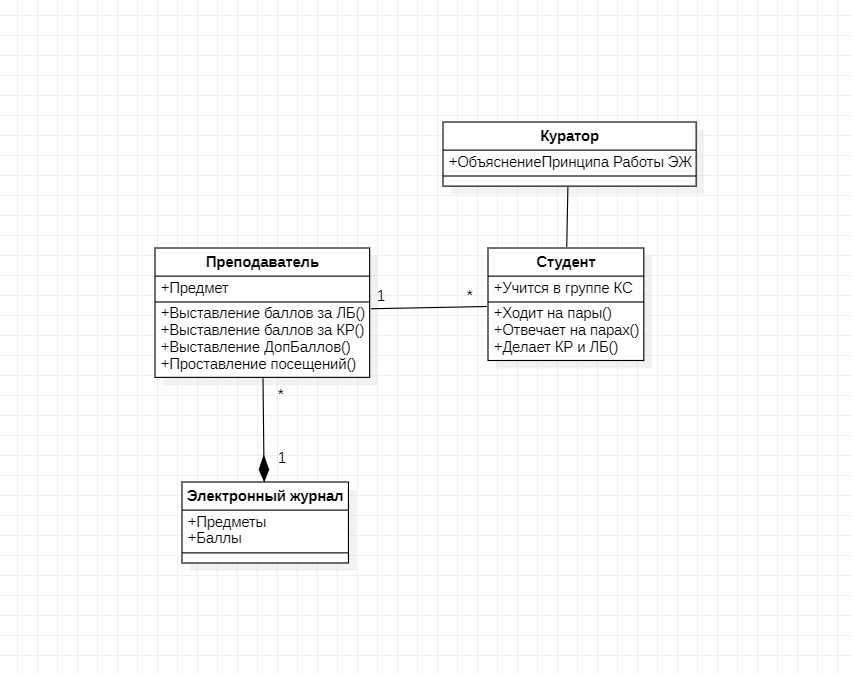 Куратор
+ОбъяснениеПринципа Работы ЭЖ
Преподаватель
+Предмет
+Выставление баллов за ЛБ()
+Выставление баллов за КР()
+Выставление ДопБаллов()
+Проставление посещений()
1
*
Студент
+Учится в группе КС
+Ходит на пары()
+Отвечает на парах()
+Делает КР и ЛБ()
*
1
Электронный журнал
+Предметы
+Баллы